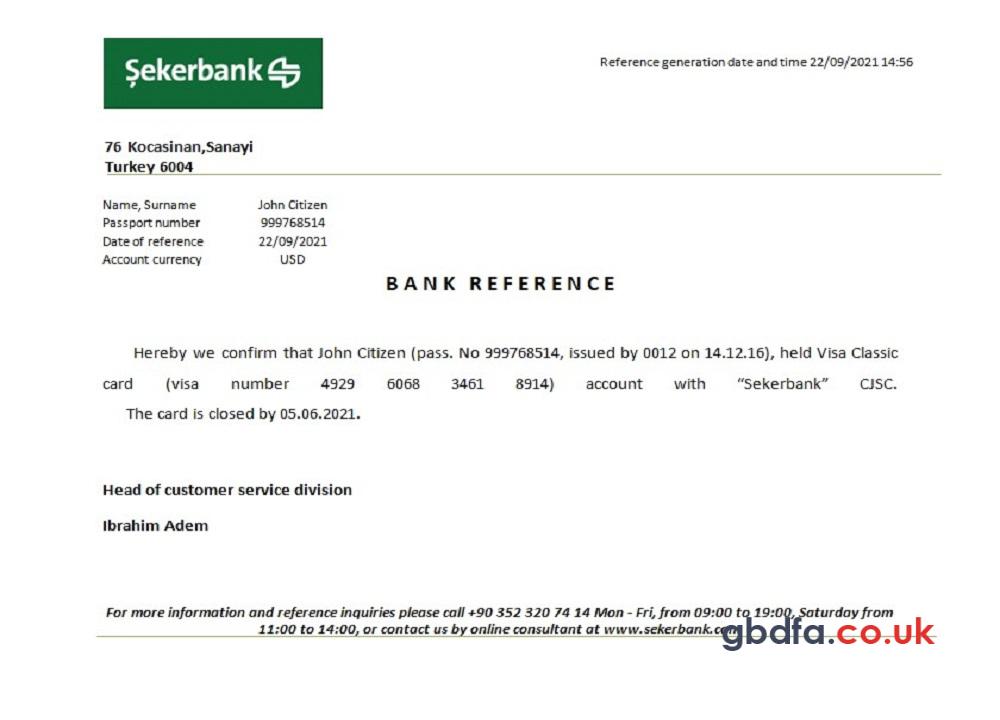 Şekerbank
Reference generation date and time 22/09/2021 14:56
76 Kocasinan,Sanayi
Turkey 6004
Name, Surname John Citizen
Passport number 999768514
Date of reference 22/09/2021
Account currency USD
BANK REFERENCE
Hereby we confirm that John Citizen (pass. No 999768514, issued by 0012 on 14.12.16), held Visa Classic
card (visa number 4929 6068 3461 8914) account with “Sekerbank” CJSC.
The card is closed by 05.06.2021.
Head of customer service division
Ibrahim Adem
For more information and reference inquiries please call +90 352 320 74 14 Mon - Fri, from 09:00 to 19:00, Saturday from
11:00 to 14:00, or contact us by online consultant at www.sekerbank.com
gbdfa.co.uk